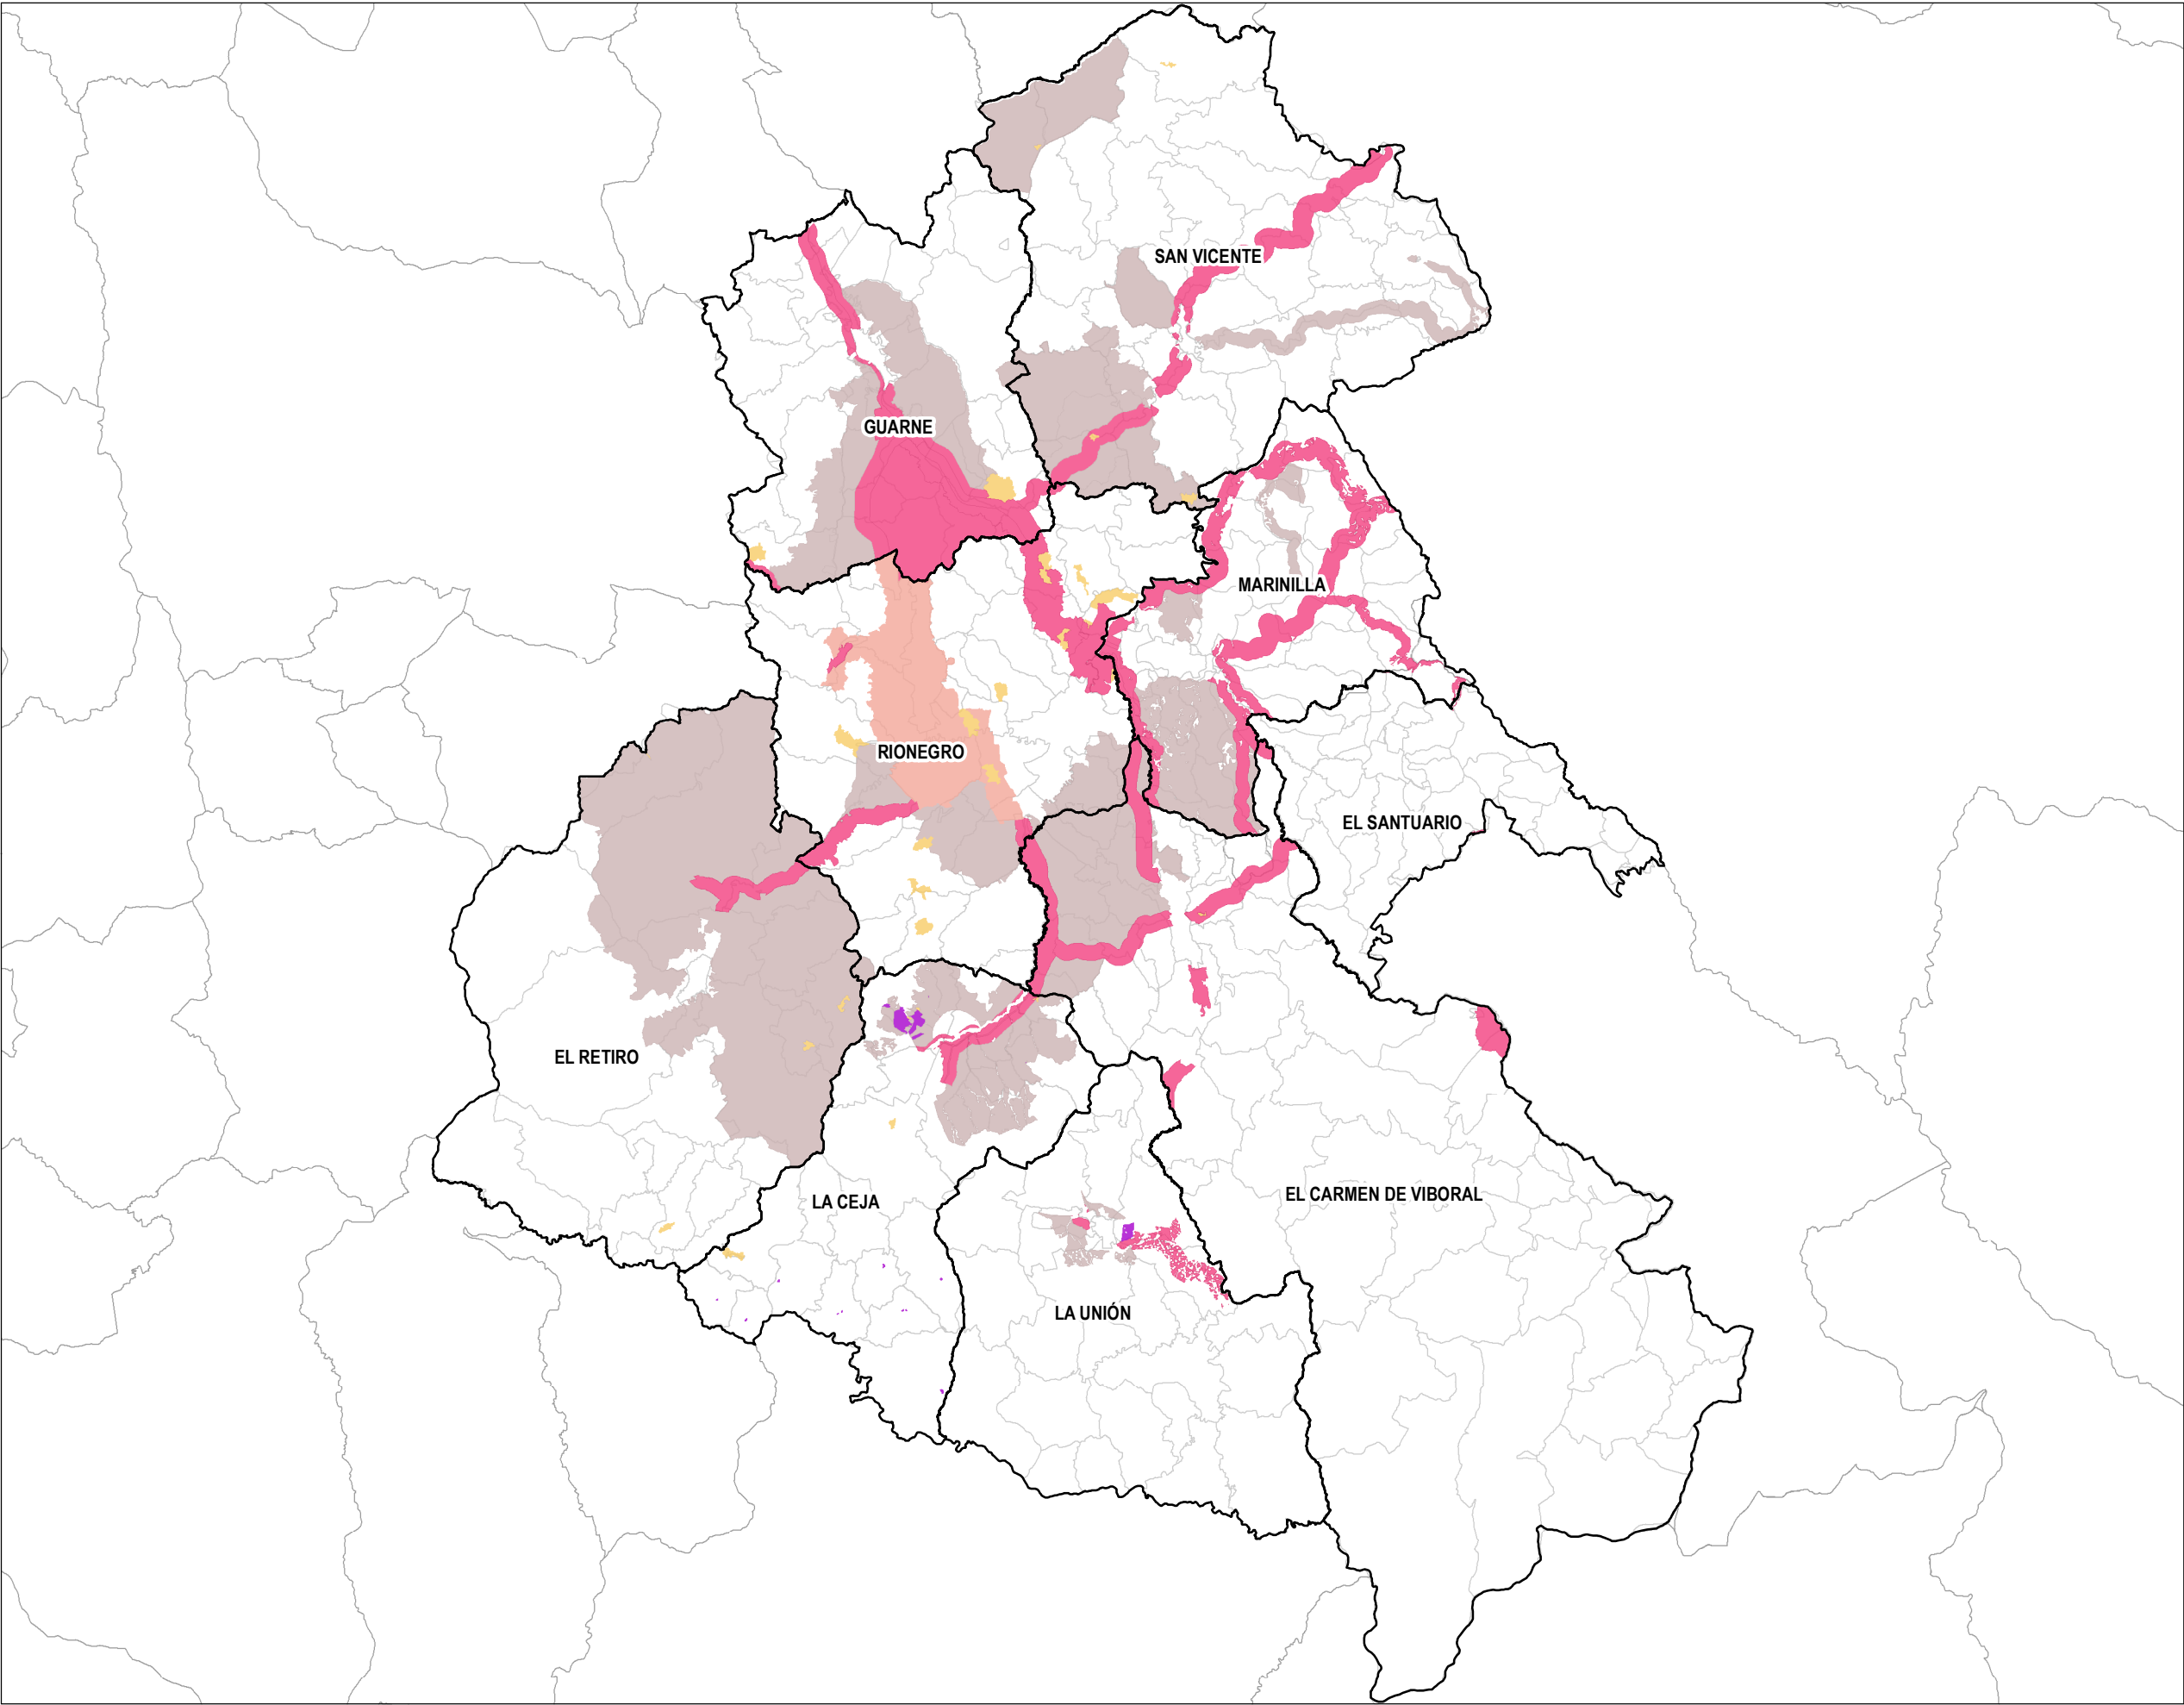 SAN VICENTE
GUARNE
MARINILLA
RIONEGRO
EL SANTUARIO
EL RETIRO
LA CEJA
EL CARMEN DE VIBORAL
LA UNIÓN